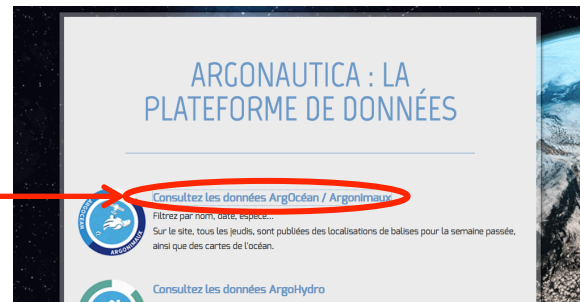 ARGONAUTICA : LA
PLATEFORME DE DONNÉES
Consultez les données ArgOcéan / Argonimaux
Filtrez par nom, date, espèce...
Sur le site, tous les jeudis, sont publiées des localisations de balises pour la semaine passée,
ainsi que des cartes de l'océan.
ARGOCEAN
ARGONIMAUX
Consultez les données ArgoHydro